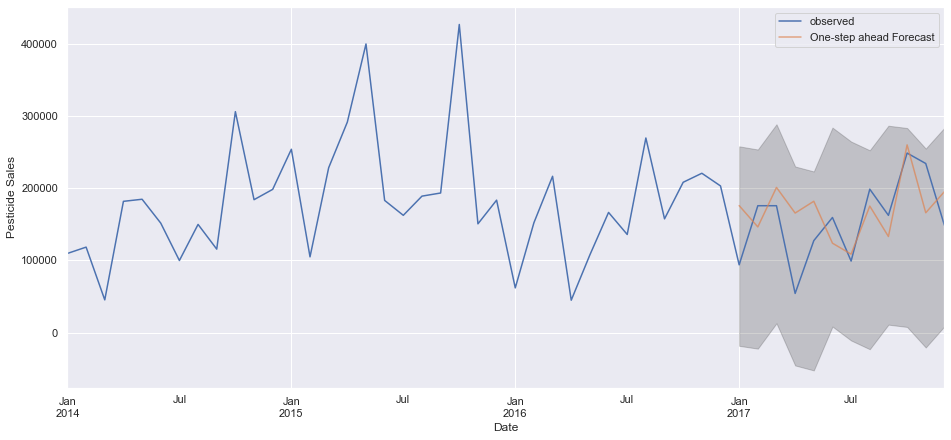 observed
One-step ahead Forecast
400000
300000
200000
100000
0
Pesticide Sales
Jan Jul Jan Jul Jan Jul Jan Jul
2014 2015 2016 2017
Date